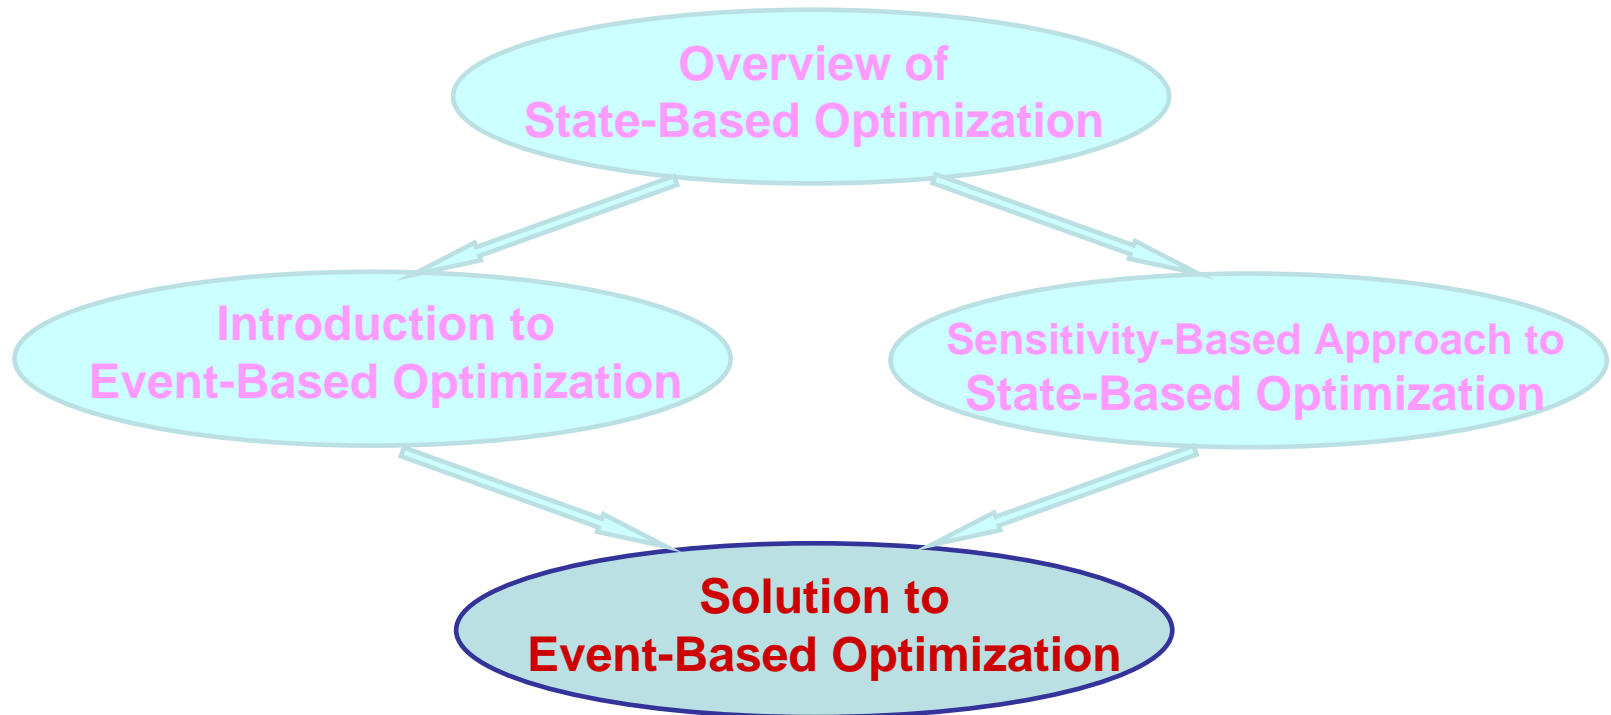 Overview of
State-Based Optimization
Introduction to
Event-Based Optimization
Sensitivity-Based Approach to
State-Based Optimization
Solution to
Event-Based Optimization